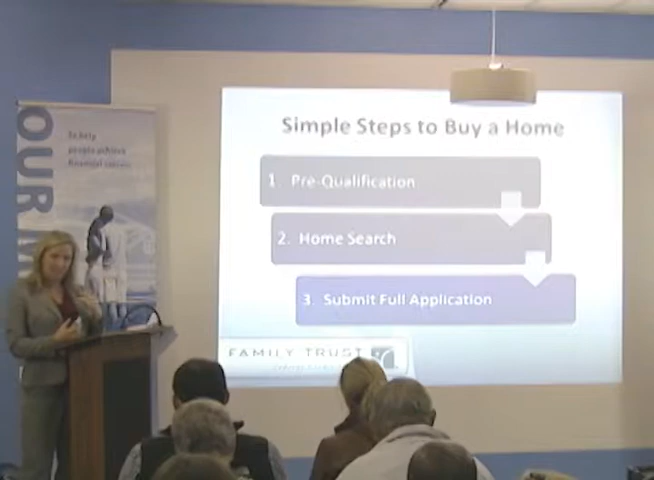 OUR M
To help
people achieve
financial success
Simple Steps to Buy a Home
1. Pre-Qualification
2. Home Search
3. Submit Full Application
FAMILY TRUST